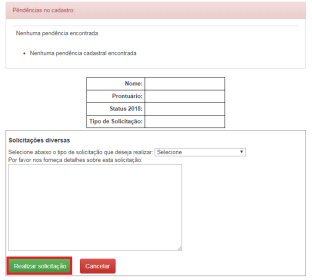 Pêndências no cadastro
Nenhuma pendência encontrada
• Nenhuma pendência cadastral encontrada
Nome:
Prontuário:
Status 2018:
Tipo de Solicitação:
Solicitações diversas
Selecione abaixo o tipo de solicitação que deseja realizar: Selecione
Por favor nos forneça detalhes sobre esta solicitação:
Realizar solicitação Cancelar